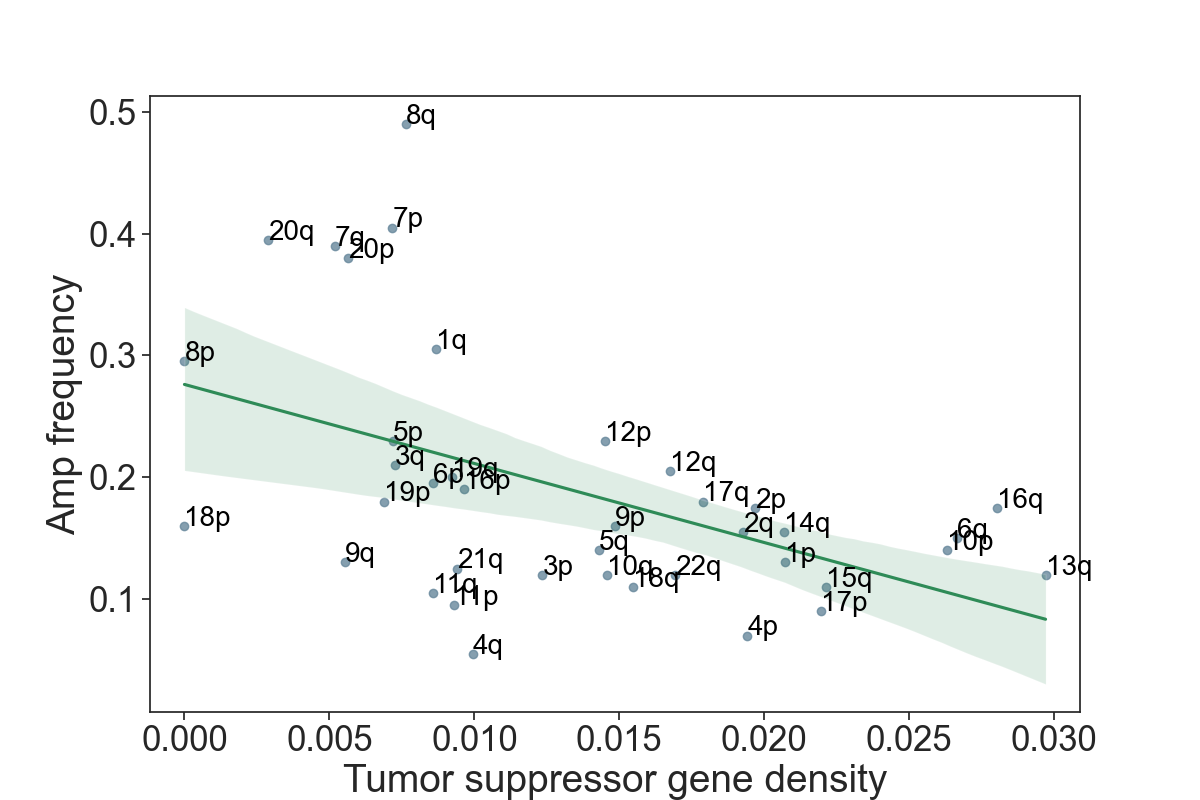 8q
0.5
7p
20q
7q
20p
0.4
1q
8p
0.3
5p
12p
3q
19q
12q
6p
16p
0.2
19p
17q
2p
16q
18p
9p
2q
14q
6q
5q
10p
9q
1p
21q
3p
10q
22q
13q
18q
15q
11q
11p
0.1
17p
4p
4q
0.000
0.005
0.010
0.015
0.020
0.025
0.030
Tumor suppressor gene density
Amp frequency